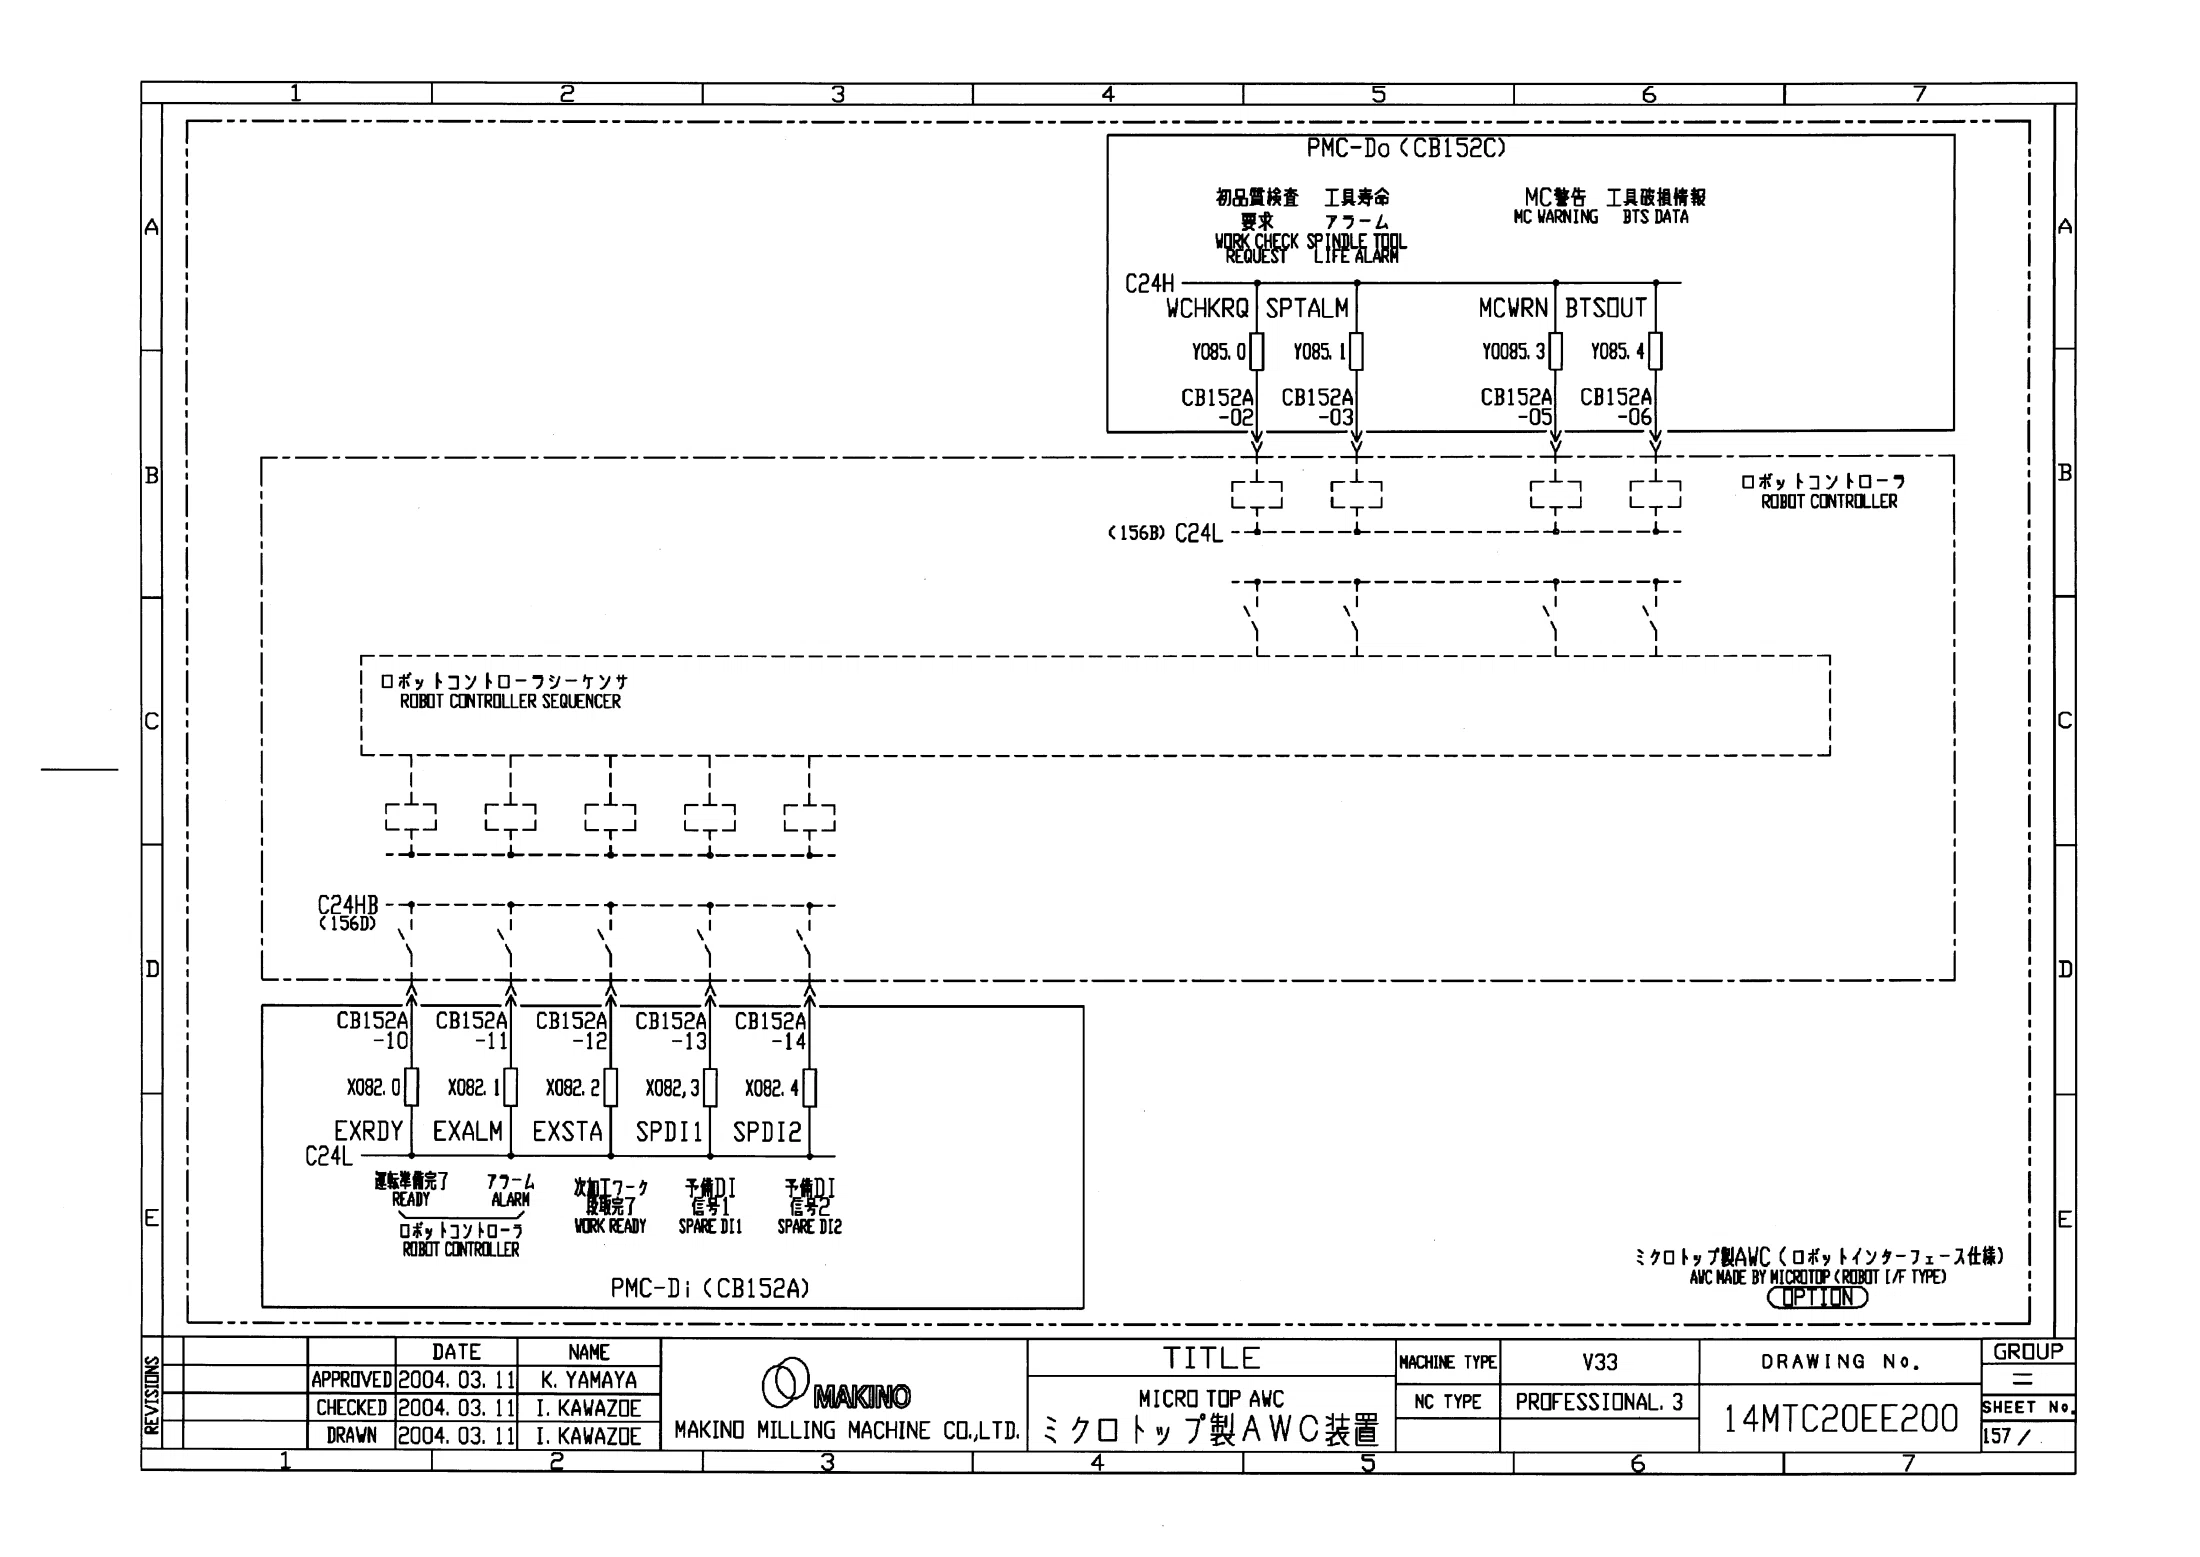 1 2 3 4 5 6 7
PMC-Do (CB152C)
初品質検査 工具寿命 MC警告 工具破損情報
要求 アラーム MC WARNING BTS DATA
WORK CHECK SPINDLE TOOL
REQUEST LIFE ALARM
A A
C24H
WCHKRQ SPTALM MCWRN BTSOUT
Y085.0 Y085.1 Y0085.3 Y085.4
CB152A CB152A CB152A CB152A
-02 -03 -05 -06
B B
ロボットコントローラ
ROBOT CONTROLLER
(156B) C24L
ロボットコントローラシーケンサ
ROBOT CONTROLLER SEQUENCER
C C
C24HB
(156D)
D D
CB152A CB152A CB152A CB152A CB152A
-10 -11 -12 -13 -14
X082.0 X082.1 X082.2 X082,3 X082.4
EXRDY EXALM EXSTA SPDI1 SPDI2
C24L
運転準備完了 アラーム 次加工ワーク 予備DI 予備DI
READY ALARM 段取完了 信号1 信号2
WORK READY SPARE DI1 SPARE DI2
ロボットコントローラ
ROBOT CONTROLLER
E E
PMC-Di (CB152A)
ミクロトップ製AWC (ロボットインターフェース仕様)
AWC MADE BY MICROTOP (ROBOT I/F TYPE)
OPTION
REVISIONS
DATE NAME
APPROVED 2004. 03. 11 K. YAMAYA
CHECKED 2004. 03. 11 I. KAWAZOE
DRAWN 2004. 03. 11 I. KAWAZOE
MAKINO
MAKINO MILLING MACHINE CO.,LTD.
TITLE
MICRO TOP AWC
ミクロトップ製AWC装置
MACHINE TYPE V33
NC TYPE PROFESSIONAL. 3
DRAWING No.
14MTC20EE200
GROUP
=
SHEET No.
157 /
1 2 3 4 5 6 7